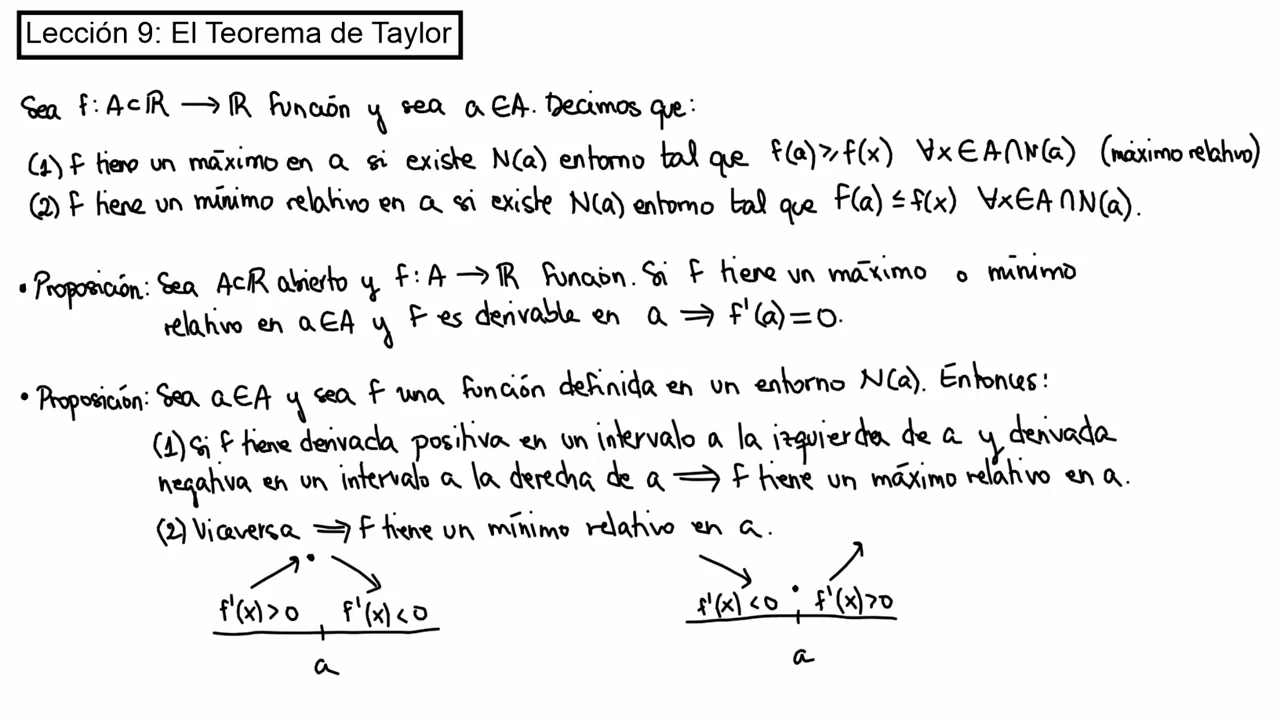 Lección 9: El Teorema de Taylor
Sea f: A⊂ℝ ⟶ ℝ función y sea a∈A. Decimos que:
(1) f tiene un máximo en a si existe N(a) entorno tal que f(a) ≥ f(x) ∀x∈A∩N(a) (máximo relativo)
(2) f tiene un mínimo relativo en a si existe N(a) entorno tal que f(a) ≤ f(x) ∀x∈A∩N(a).
• Proposición: Sea A⊂ℝ abierto y f: A ⟶ ℝ función. Si f tiene un máximo o mínimo
relativo en a∈A y f es derivable en a ⟹ f'(a) = 0.
• Proposición: Sea a∈A y sea f una función definida en un entorno N(a). Entonces:
(1) Si f tiene derivada positiva en un intervalo a la izquierda de a y derivada
negativa en un intervalo a la derecha de a ⟹ f tiene un máximo relativo en a.
(2) Viceversa ⟹ f tiene un mínimo relativo en a.
f'(x) > 0 f'(x) < 0
a
f'(x) < 0 f'(x) > 0
a